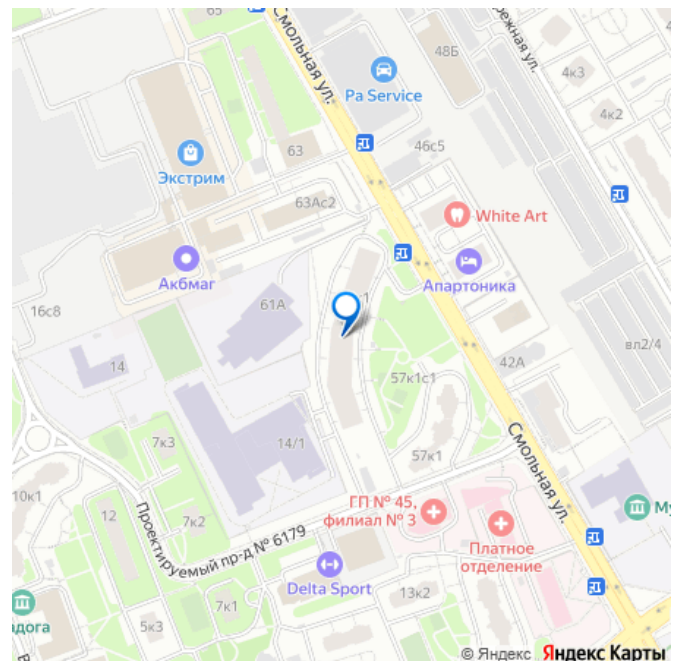 65
Смольная ул.
48Б
4к3
4к2
Pa Service
46с5
Экстрим
63
63Ас2
White Art
Акбмаг
61А
Апартоника
16с8
14
42А
вл2/4
57к1с1
7к3
14/1
57к1
Смольная ул.
10к1
12
7к2
Проектируемый пр-д № 6179
ГП № 45,
филиал № 3
Платное
отделение
Delta Sport
13к2
7к1
5к3
© Яндекс Яндекс Карты